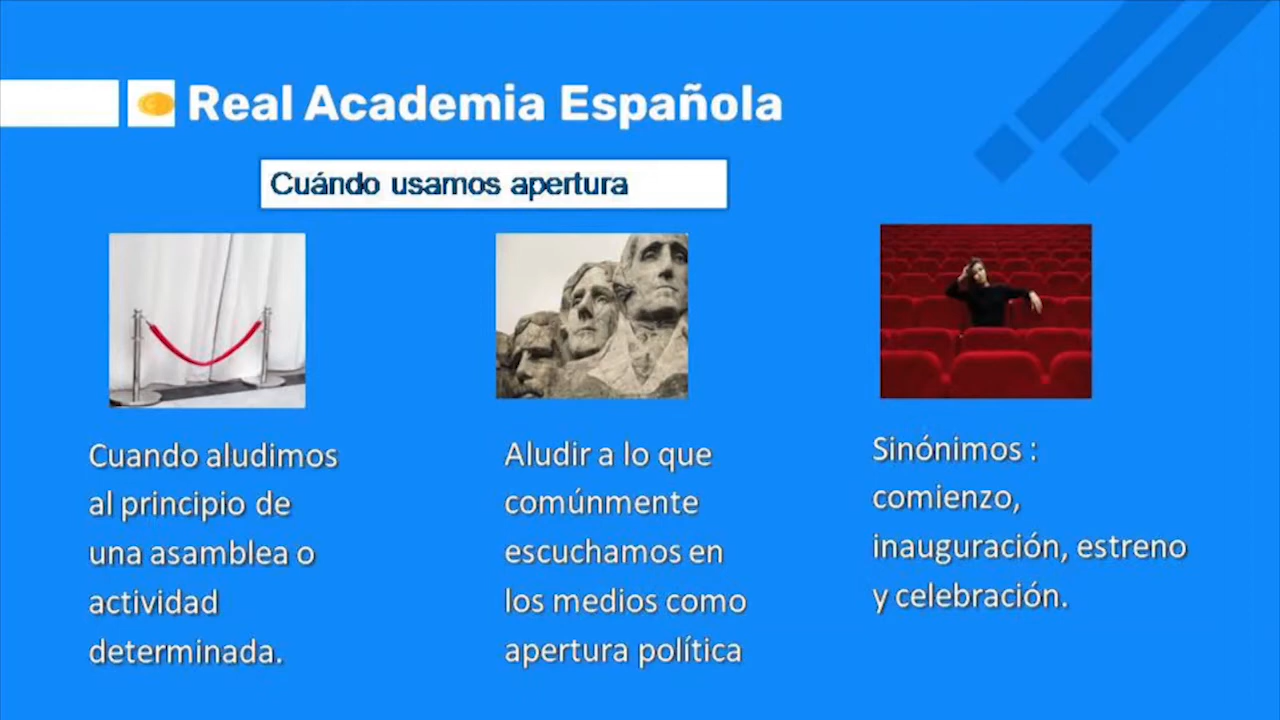 Real Academia Española
Cuándo usamos apertura
Cuando aludimos
al principio de
una asamblea o
actividad
determinada.
Aludir a lo que
comúnmente
escuchamos en
los medios como
apertura política
Sinónimos :
comienzo,
inauguración, estreno
y celebración.